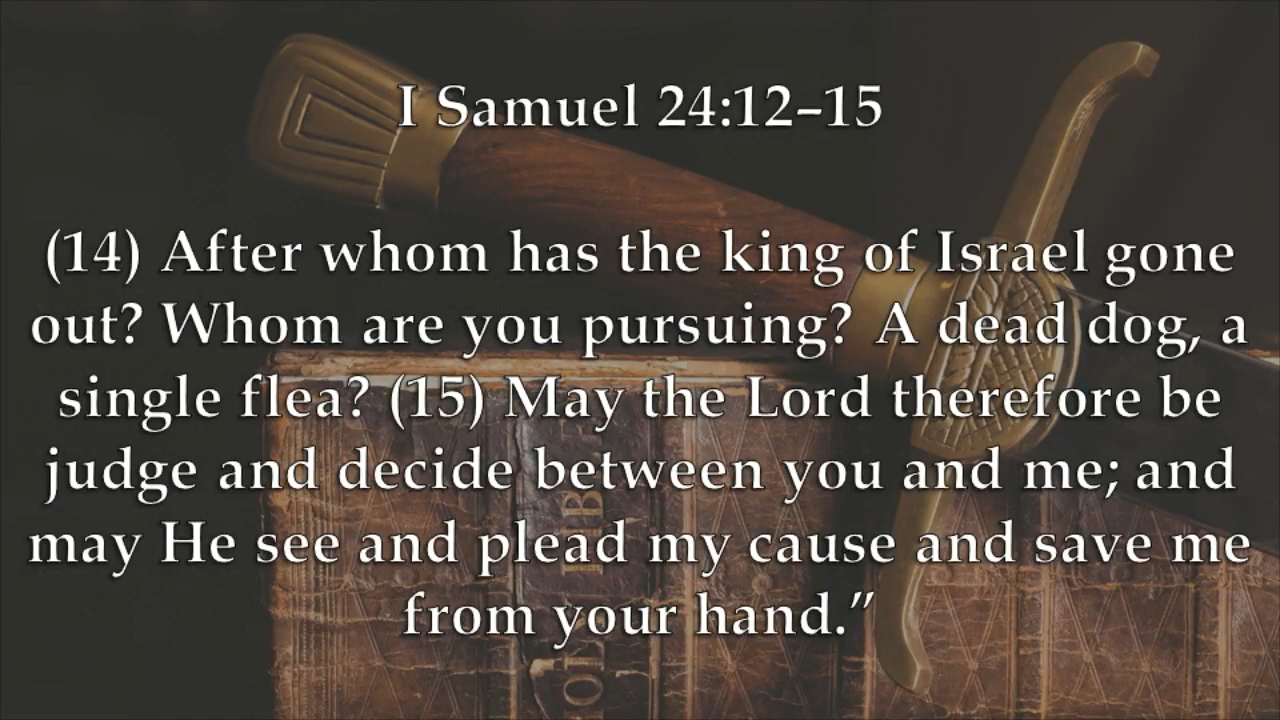 I Samuel 24:12–15
(14) After whom has the king of Israel gone
out? Whom are you pursuing? A dead dog, a
single flea? (15) May the Lord therefore be
judge and decide between you and me; and
may He see and plead my cause and save me
from your hand.”